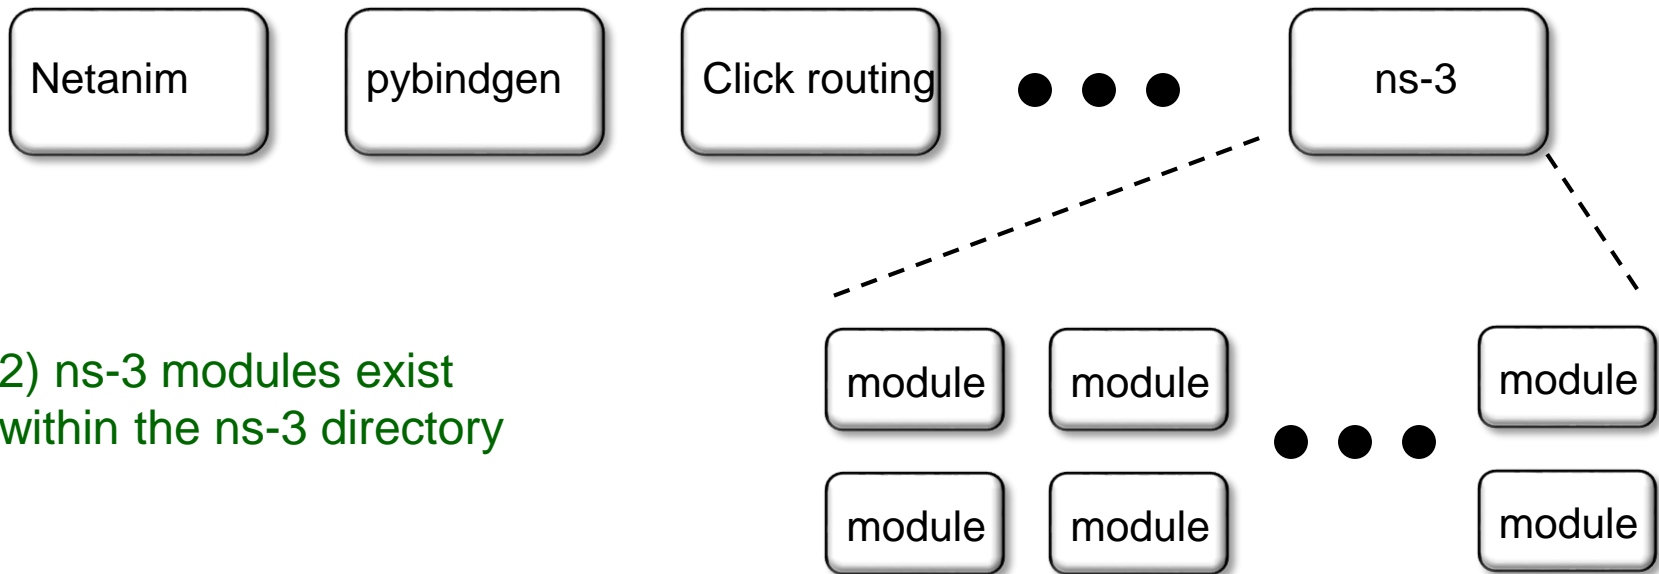 Netanim
pybindgen
Click routing
ns-3
2) ns-3 modules exist
within the ns-3 directory
module
module
module
module
module
module